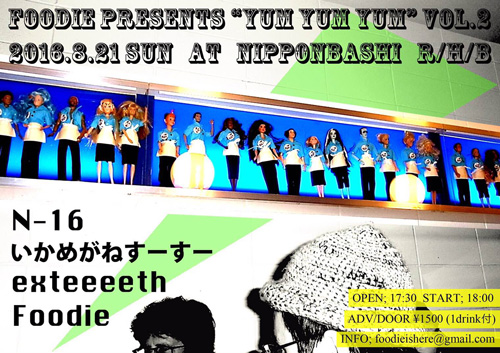 FOODIE PRESENTS “YUM YUM YUM” VOL.2
2016.8.21 SUN AT NIPPONBASHI R/H/B
N-16
いかめがねすーすー
exteeeeth
Foodie
OPEN; 17:30 START; 18:00
ADV/DOOR ¥1500 (1drink付)
INFO; foodieishere@gmail.com